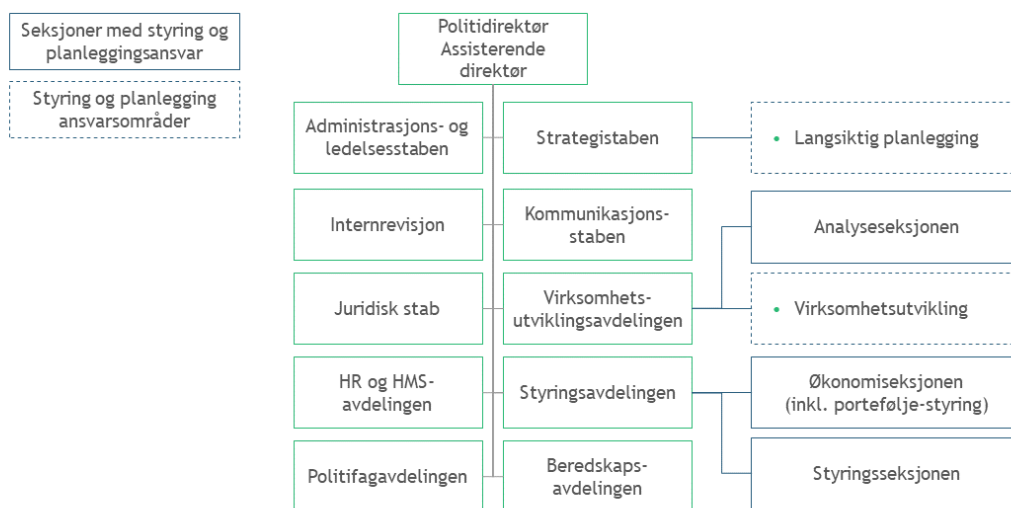 Seksjoner med styring og
planleggingsansvar
Styring og planlegging
ansvarsområder
Politidirektør
Assisterende
direktør
Administrasjons- og
ledelsesstaben
Strategistaben
• Langsiktig planlegging
Internrevisjon
Kommunikasjons-
staben
Analyseseksjonen
Juridisk stab
Virksomhets-
utviklingsavdelingen
• Virksomhetsutvikling
HR og HMS-
avdelingen
Styringsavdelingen
Økonomiseksjonen
(inkl. portefølje-styring)
Politifagavdelingen
Beredskaps-
avdelingen
Styringsseksjonen